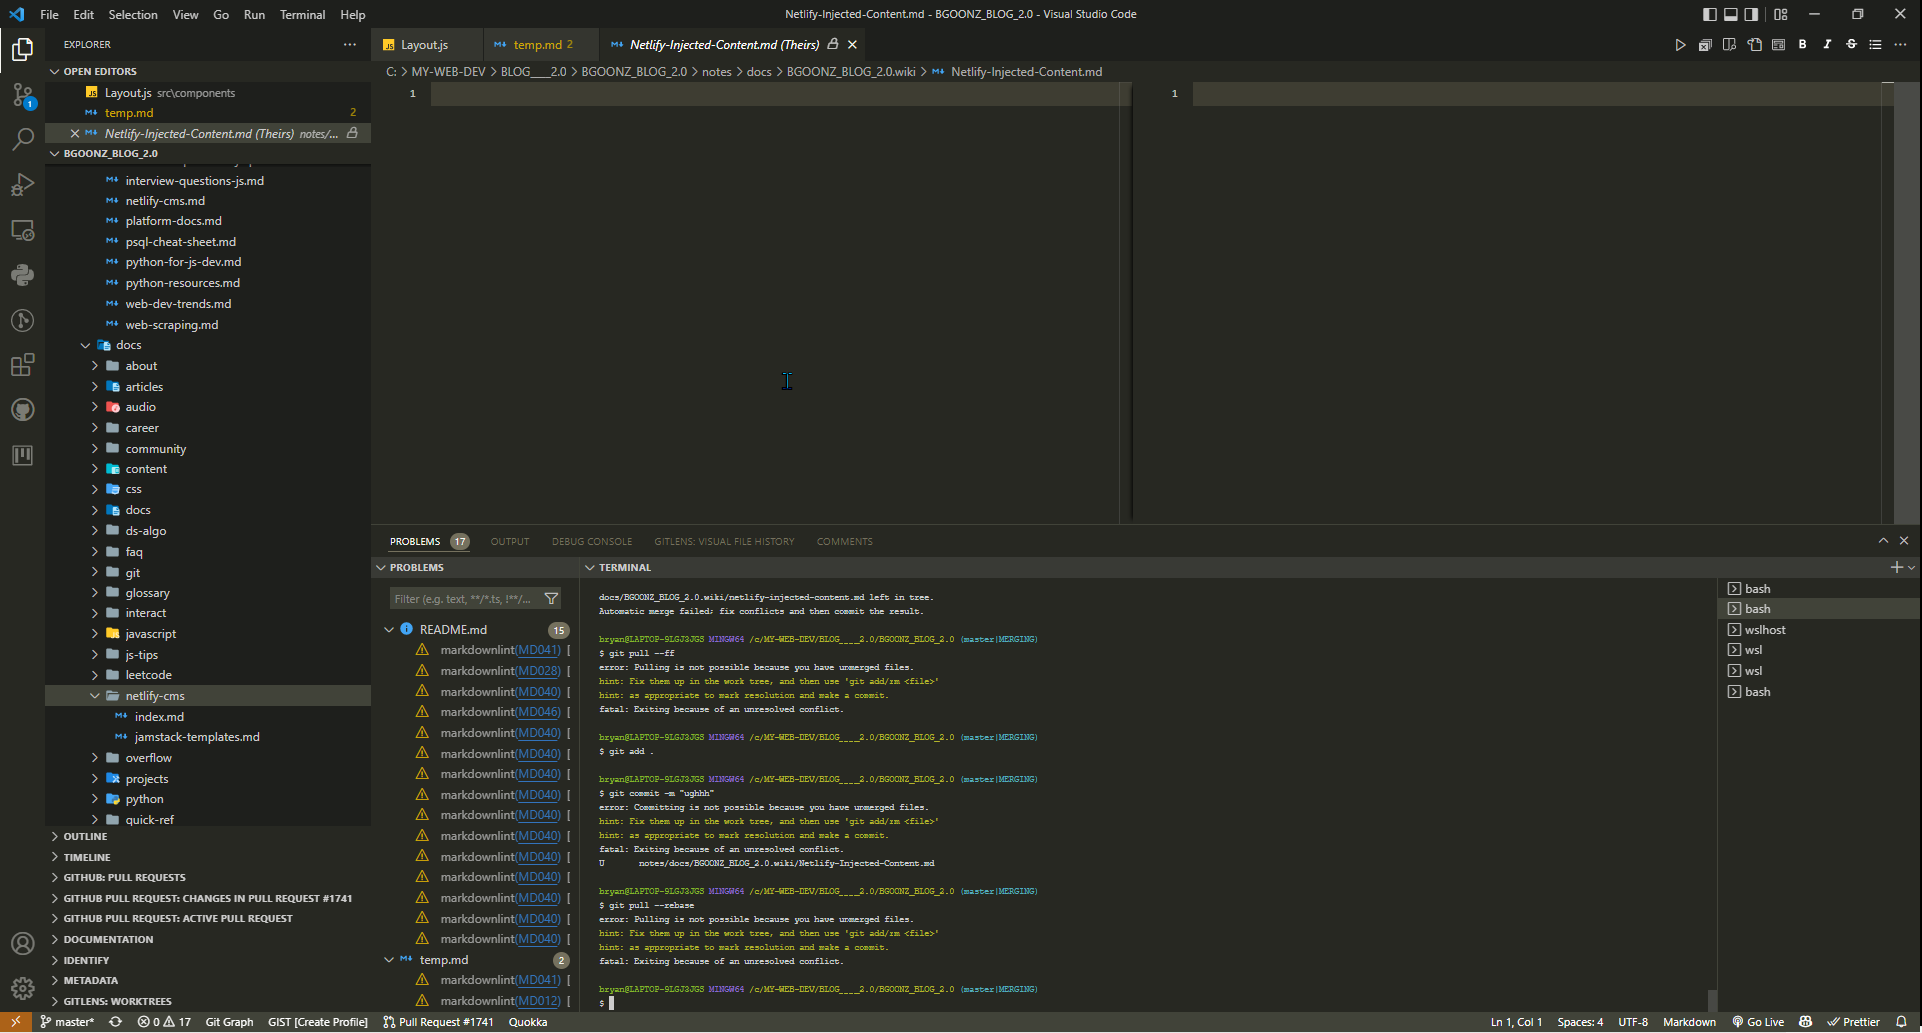 File Edit Selection View Go Run Terminal Help
Netlify-Injected-Content.md - BGOONZ_BLOG_2.0 - Visual Studio Code
EXPLORER
OPEN EDITORS
Layout.js src\components
temp.md 2
Netlify-Injected-Content.md (Theirs) notes/...
BGOONZ_BLOG_2.0
interview-questions-js.md
netlify-cms.md
platform-docs.md
psql-cheat-sheet.md
python-for-js-dev.md
python-resources.md
web-dev-trends.md
web-scraping.md
docs
about
articles
audio
career
community
content
css
docs
ds-algo
faq
git
glossary
interact
javascript
js-tips
leetcode
netlify-cms
index.md
jamstack-templates.md
overflow
projects
python
quick-ref
OUTLINE
TIMELINE
GITHUB: PULL REQUESTS
GITHUB PULL REQUEST: CHANGES IN PULL REQUEST #1741
GITHUB PULL REQUEST: ACTIVE PULL REQUEST
DOCUMENTATION
IDENTIFY
METADATA
GITLENS: WORKTREES
Layout.js
temp.md 2
Netlify-Injected-Content.md (Theirs)
C: > MY-WEB-DEV > BLOG____2.0 > BGOONZ_BLOG_2.0 > notes > docs > BGOONZ_BLOG_2.0.wiki > Netlify-Injected-Content.md
1
1
PROBLEMS 17 OUTPUT DEBUG CONSOLE GITLENS: VISUAL FILE HISTORY COMMENTS
PROBLEMS
Filter (e.g. text, **/*.ts, !**/...
README.md 15
markdownlint(MD041) [
markdownlint(MD028) [
markdownlint(MD040) [
markdownlint(MD046) [
markdownlint(MD040) [
markdownlint(MD040) [
markdownlint(MD040) [
markdownlint(MD040) [
markdownlint(MD040) [
markdownlint(MD040) [
markdownlint(MD040) [
markdownlint(MD040) [
markdownlint(MD040) [
markdownlint(MD040) [
markdownlint(MD040) [
temp.md 2
markdownlint(MD041) [
markdownlint(MD012) [
TERMINAL
docs/BGOONZ_BLOG_2.0.wiki/netlify-injected-content.md left in tree.
Automatic merge failed; fix conflicts and then commit the result.
bryan@LAPTOP-9LGJ3JGS MINGW64 /c/MY-WEB-DEV/BLOG____2.0/BGOONZ_BLOG_2.0 (master|MERGING)
$ git pull --ff
error: Pulling is not possible because you have unmerged files.
hint: Fix them up in the work tree, and then use 'git add/rm <file>'
hint: as appropriate to mark resolution and make a commit.
fatal: Exiting because of an unresolved conflict.
bryan@LAPTOP-9LGJ3JGS MINGW64 /c/MY-WEB-DEV/BLOG____2.0/BGOONZ_BLOG_2.0 (master|MERGING)
$ git add .
bryan@LAPTOP-9LGJ3JGS MINGW64 /c/MY-WEB-DEV/BLOG____2.0/BGOONZ_BLOG_2.0 (master|MERGING)
$ git commit -m "ughhh"
error: Committing is not possible because you have unmerged files.
hint: Fix them up in the work tree, and then use 'git add/rm <file>'
hint: as appropriate to mark resolution and make a commit.
fatal: Exiting because of an unresolved conflict.
U notes/docs/BGOONZ_BLOG_2.0.wiki/Netlify-Injected-Content.md
bryan@LAPTOP-9LGJ3JGS MINGW64 /c/MY-WEB-DEV/BLOG____2.0/BGOONZ_BLOG_2.0 (master|MERGING)
$ git pull --rebase
error: Pulling is not possible because you have unmerged files.
hint: Fix them up in the work tree, and then use 'git add/rm <file>'
hint: as appropriate to mark resolution and make a commit.
fatal: Exiting because of an unresolved conflict.
bryan@LAPTOP-9LGJ3JGS MINGW64 /c/MY-WEB-DEV/BLOG____2.0/BGOONZ_BLOG_2.0 (master|MERGING)
$
bash
bash
wslhost
wsl
wsl
bash
master* 0 17 Git Graph GIST [Create Profile] Pull Request #1741 Quokka
Ln 1, Col 1 Spaces: 4 UTF-8 Markdown Go Live Prettier